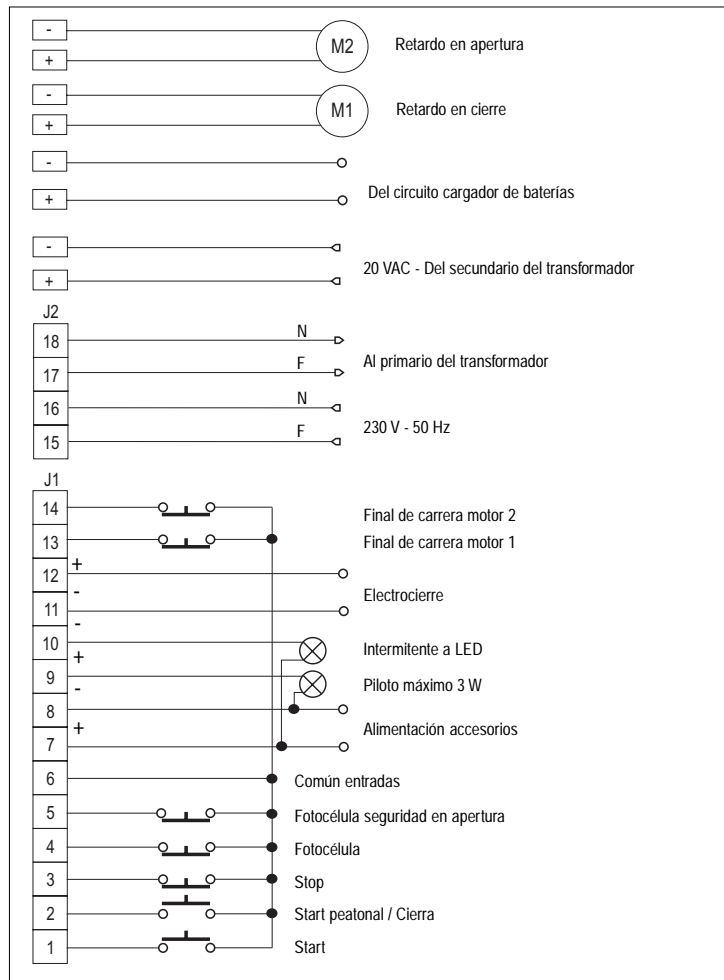 -
M2 Retardo en apertura
+
-
M1 Retardo en cierre
+
-
Del circuito cargador de baterías
+
-
20 VAC - Del secundario del transformador
+
J2
18 N
Al primario del transformador
17 F
16 N
230 V - 50 Hz
15 F
J1
14 Final de carrera motor 2
13 Final de carrera motor 1
12 +
Electrocierre
11 -
10 - Intermitente a LED
9 + Piloto máximo 3 W
8 -
Alimentación accesorios
7 +
6 Común entradas
5 Fotocélula seguridad en apertura
4 Fotocélula
3 Stop
2 Start peatonal / Cierra
1 Start